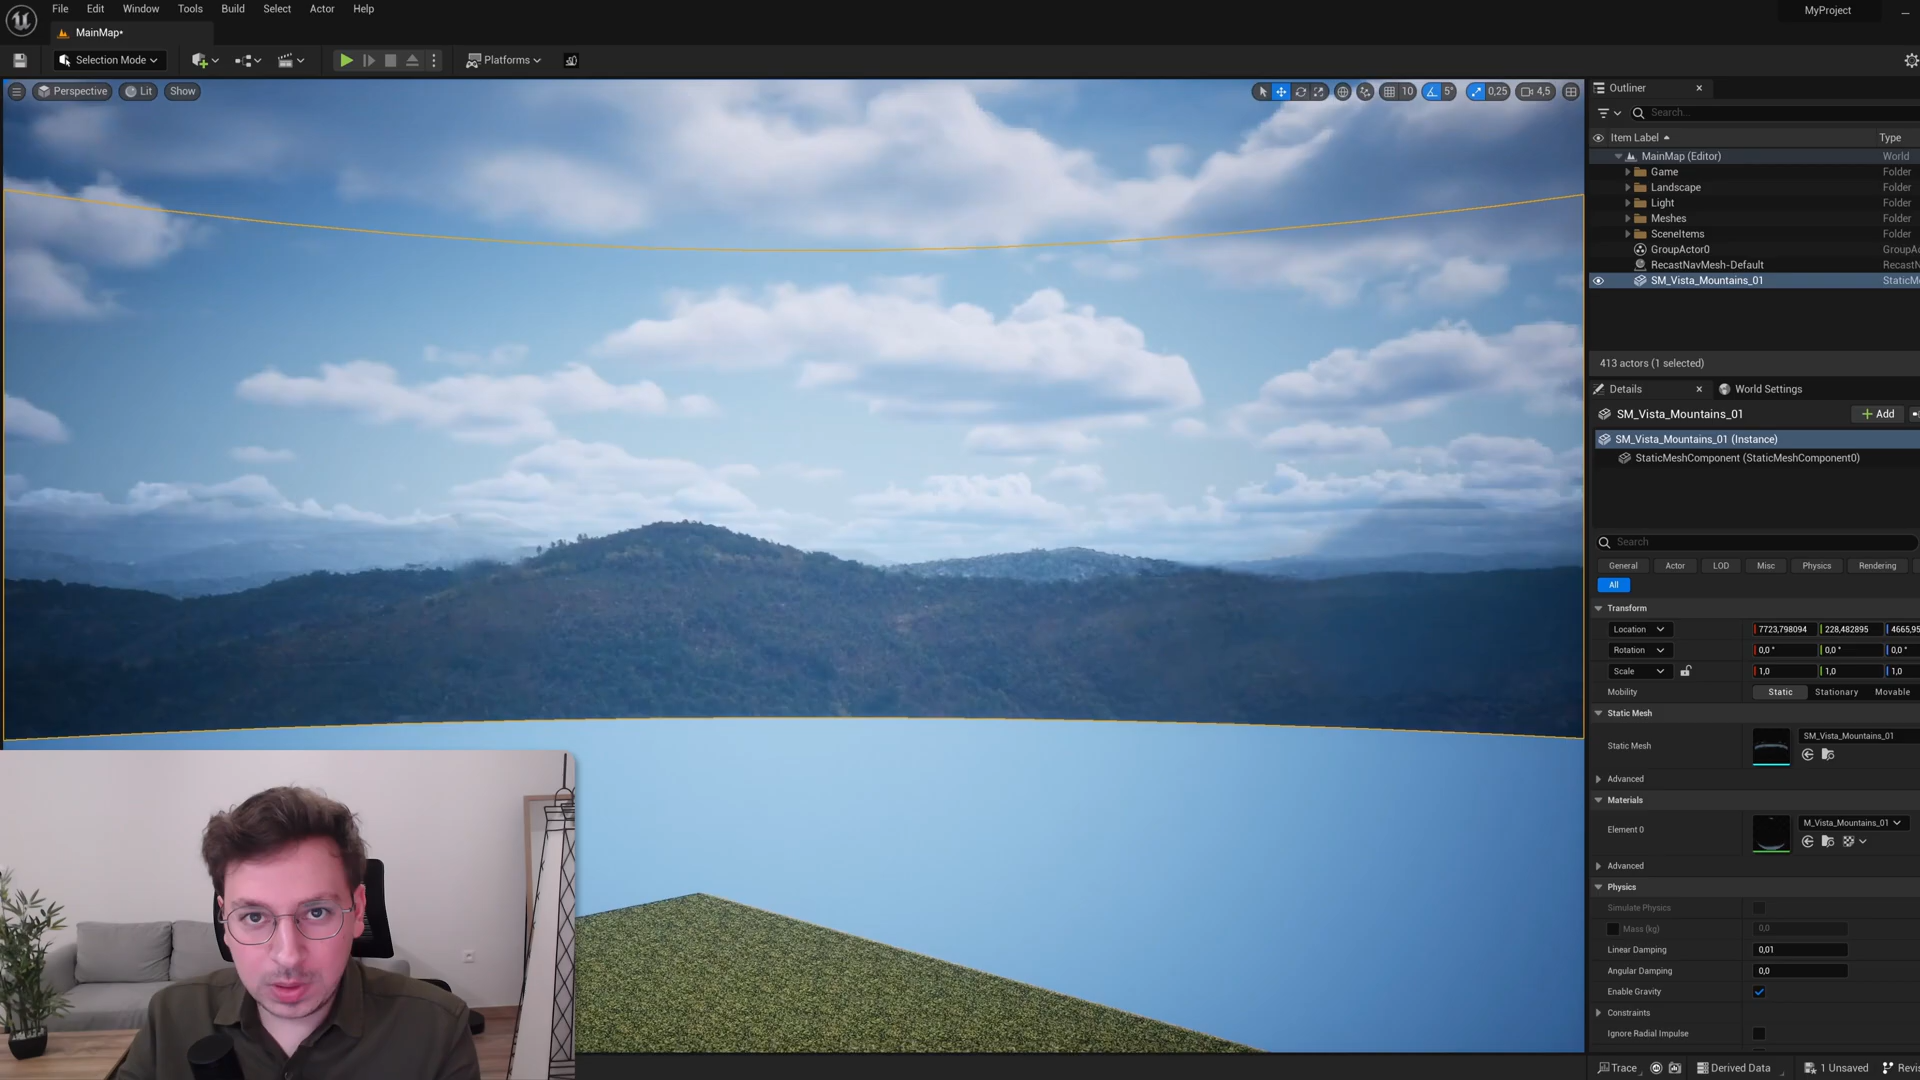 File Edit Window Tools Build Select Actor Help
MyProject
MainMap•
Selection Mode
Platforms
Perspective Lit Show
10 5° 0,25 4,5
Outliner
Search...
Item Label Type
MainMap (Editor) World
Game Folder
Landscape Folder
Light Folder
Meshes Folder
SceneItems Folder
GroupActor0 GroupAc
RecastNavMesh-Default RecastN
SM_Vista_Mountains_01 StaticMe
413 actors (1 selected)
Details World Settings
SM_Vista_Mountains_01 Add
SM_Vista_Mountains_01 (Instance)
StaticMeshComponent (StaticMeshComponent0)
Search
General Actor LOD Misc Physics Rendering
All
Transform
Location 7723,798094 228,482895 4665,95
Rotation 0,0 ° 0,0 ° 0,0 °
Scale 1,0 1,0 1,0
Mobility Static Stationary Movable
Static Mesh
Static Mesh SM_Vista_Mountains_01
Advanced
Materials
Element 0 M_Vista_Mountains_01
Advanced
Physics
Simulate Physics
Mass (kg) 0,0
Linear Damping 0,01
Angular Damping 0,0
Enable Gravity
Constraints
Ignore Radial Impulse
Trace Derived Data 1 Unsaved Revis